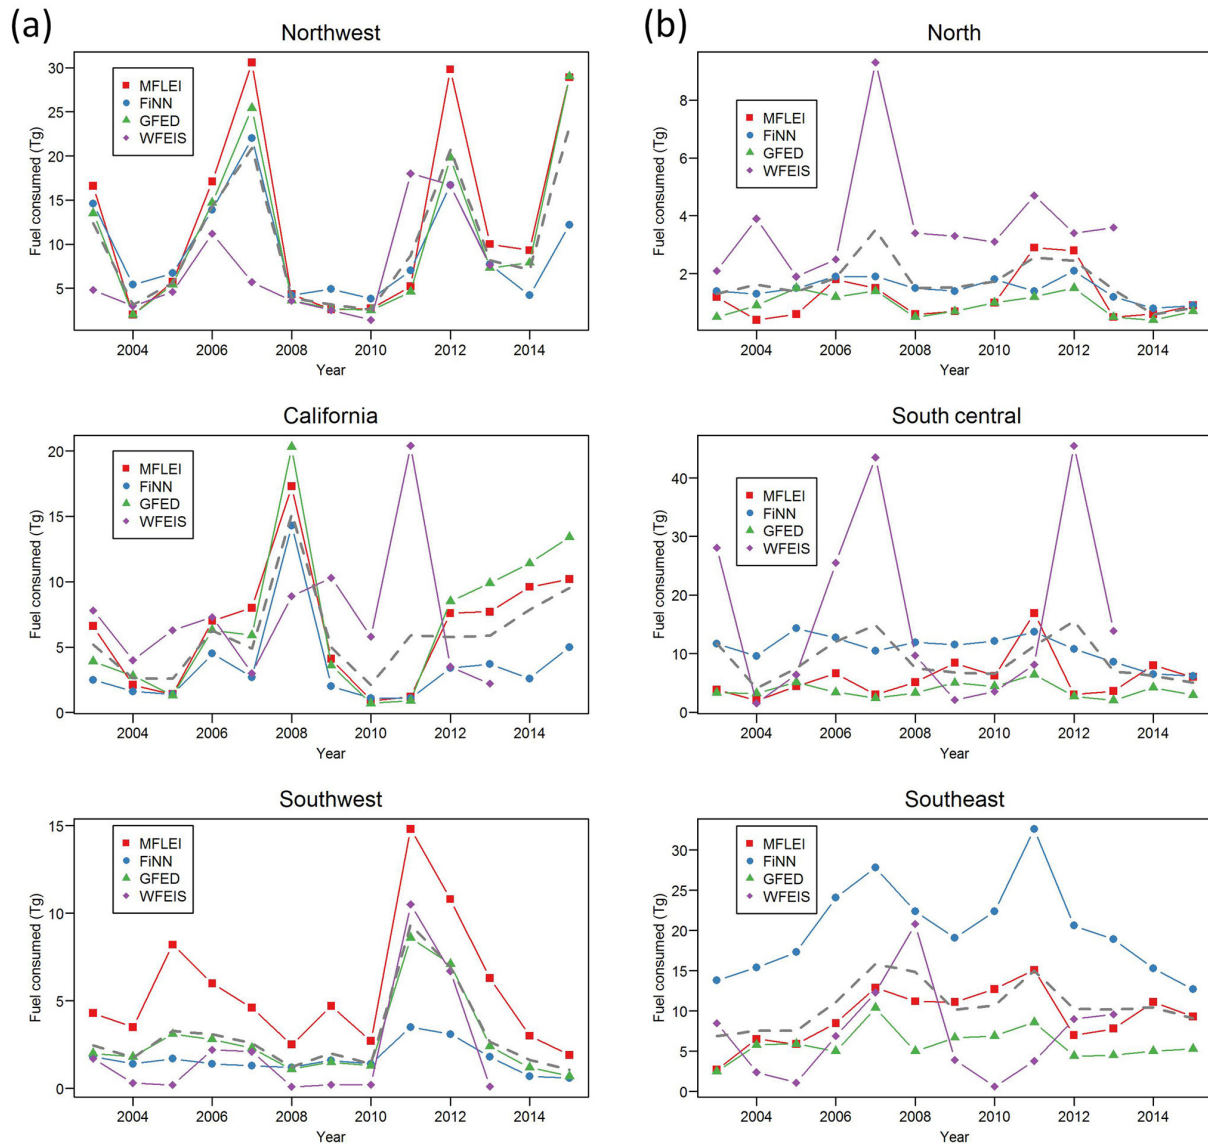 (a)
Northwest
Fuel consumed (Tg)
30
25
20
15
10
5
MFLEI
FiNN
GFED
WFEIS
2004 2006 2008 2010 2012 2014
Year
California
Fuel consumed (Tg)
20
15
10
5
0
MFLEI
FiNN
GFED
WFEIS
2004 2006 2008 2010 2012 2014
Year
Southwest
Fuel consumed (Tg)
15
10
5
0
MFLEI
FiNN
GFED
WFEIS
2004 2006 2008 2010 2012 2014
Year
(b)
North
Fuel consumed (Tg)
8
6
4
2
MFLEI
FiNN
GFED
WFEIS
2004 2006 2008 2010 2012 2014
Year
South central
Fuel consumed (Tg)
40
30
20
10
0
MFLEI
FiNN
GFED
WFEIS
2004 2006 2008 2010 2012 2014
Year
Southeast
Fuel consumed (Tg)
30
25
20
15
10
5
0
MFLEI
FiNN
GFED
WFEIS
2004 2006 2008 2010 2012 2014
Year